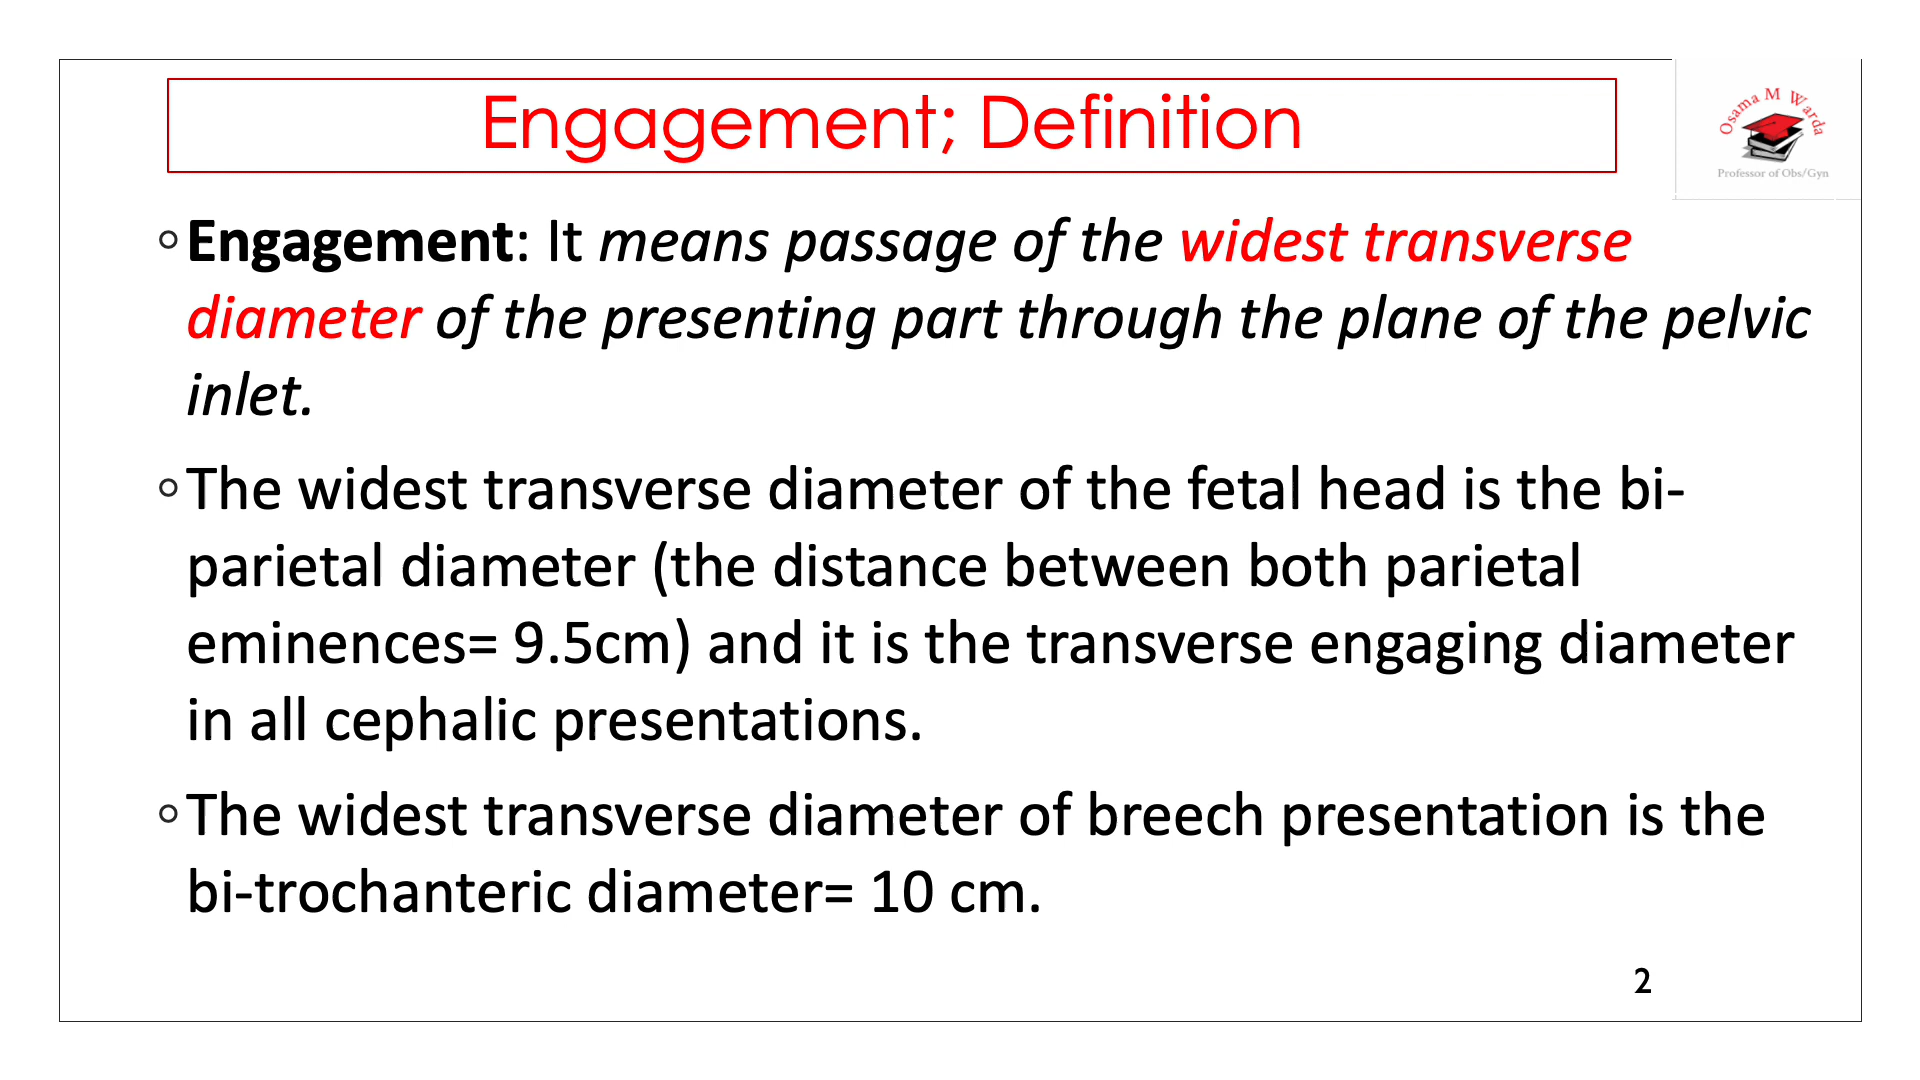 Engagement; Definition
Osama M Warda
Professor of Obs/Gyn
◦Engagement: It means passage of the widest transverse
diameter of the presenting part through the plane of the pelvic
inlet.
◦The widest transverse diameter of the fetal head is the bi-
parietal diameter (the distance between both parietal
eminences= 9.5cm) and it is the transverse engaging diameter
in all cephalic presentations.
◦The widest transverse diameter of breech presentation is the
bi-trochanteric diameter= 10 cm.
2